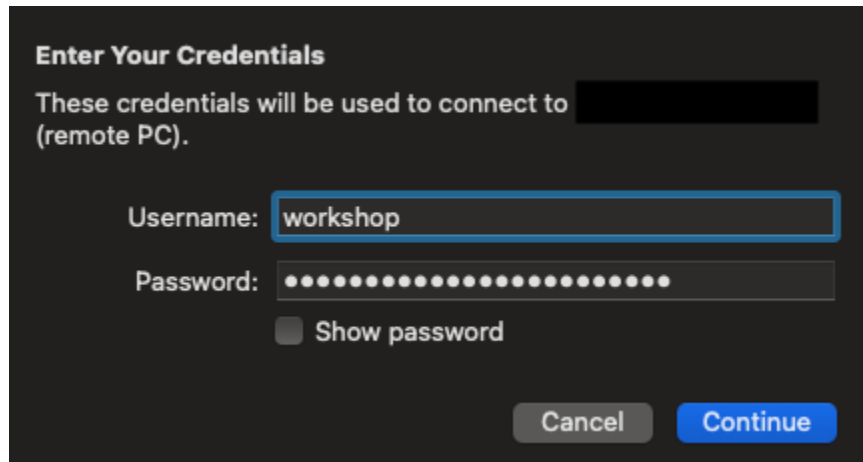 Enter Your Credentials
These credentials will be used to connect to
(remote PC).
Username: workshop
Password: ••••••••••••••••••••••••
Show password
Cancel Continue